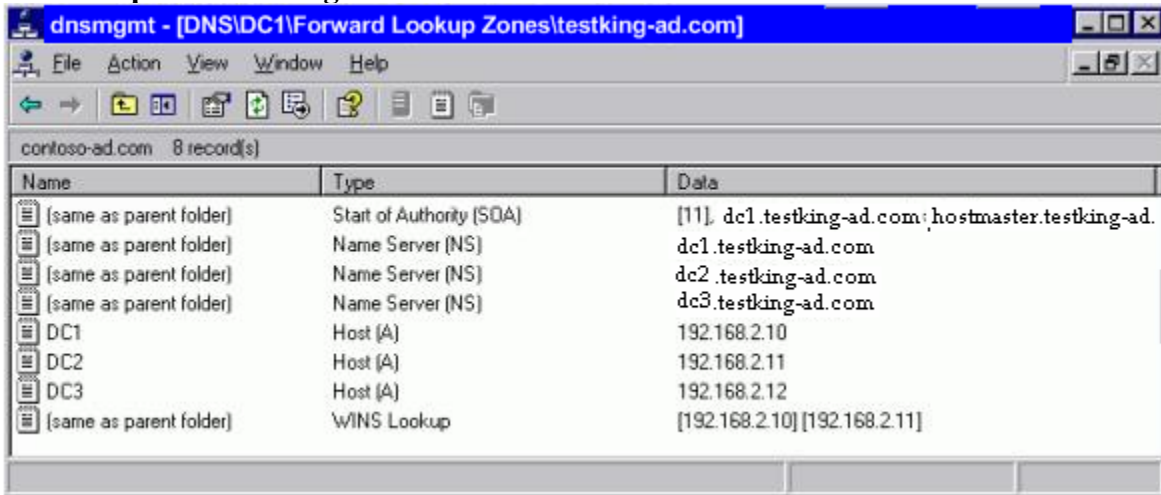 dnsmgmt - [DNS\DC1\Forward Lookup Zones\testking-ad.com]
File Action View Window Help
contoso-ad.com 8 record(s)
Name Type Data
(same as parent folder) Start of Authority (SOA) [11], dc1.testking-ad.com; hostmaster.testking-ad.
(same as parent folder) Name Server (NS) dc1.testking-ad.com
(same as parent folder) Name Server (NS) dc2.testking-ad.com
(same as parent folder) Name Server (NS) dc3.testking-ad.com
DC1 Host (A) 192.168.2.10
DC2 Host (A) 192.168.2.11
DC3 Host (A) 192.168.2.12
(same as parent folder) WINS Lookup [192.168.2.10] [192.168.2.11]